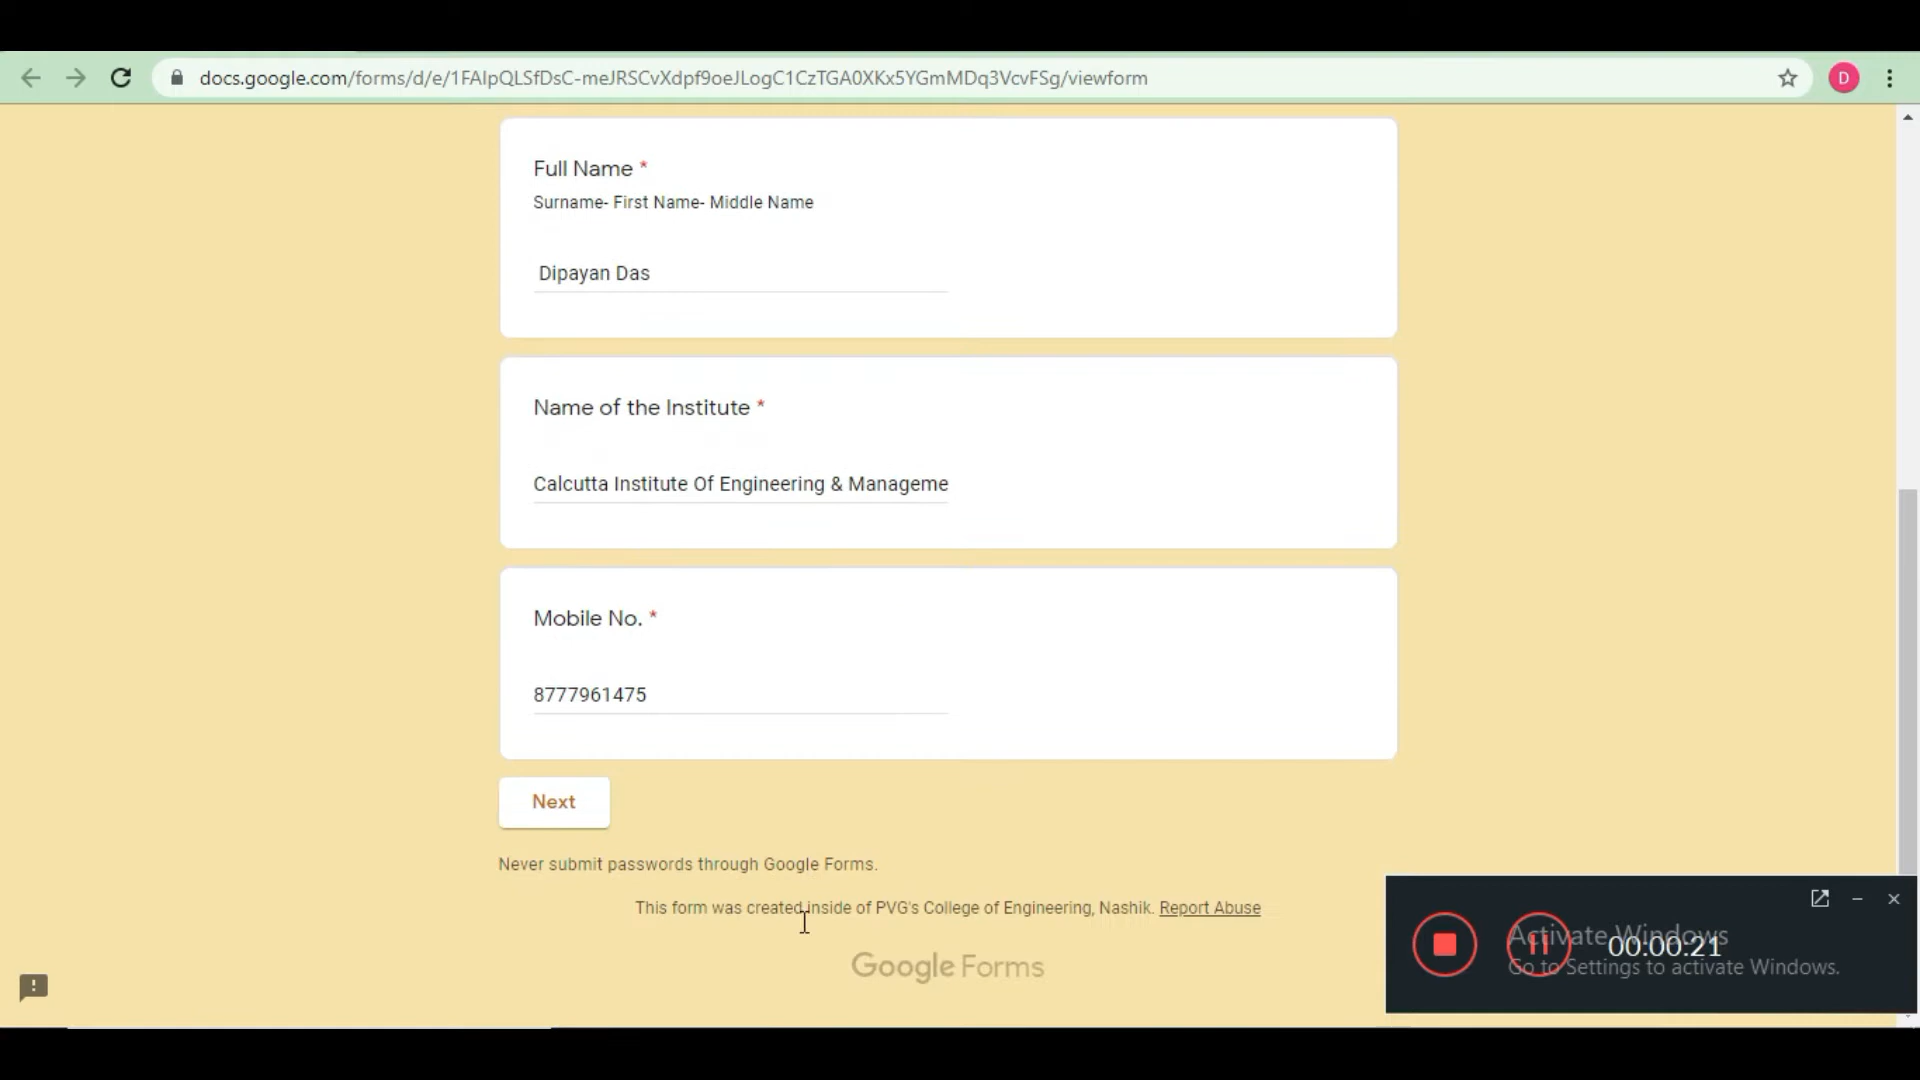 docs.google.com/forms/d/e/1FAIpQLSfDsC-meJRSCvXdpf9oeJLogC1CzTGA0XKx5YGmMDq3VcvFSg/viewform
D
Full Name *
Surname- First Name- Middle Name
Dipayan Das
Name of the Institute *
Calcutta Institute Of Engineering & Manageme
Mobile No. *
8777961475
Next
Never submit passwords through Google Forms.
This form was created inside of PVG's College of Engineering, Nashik. Report Abuse
Google Forms
Activate Windows
00:00:21
Go to Settings to activate Windows.